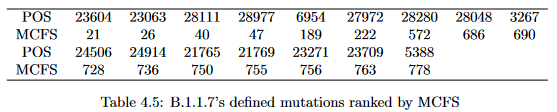 POS 23604 23063 28111 28977 6954 27972 28280 28048 3267
MCFS 21 26 40 47 189 222 572 686 690
POS 24506 24914 21765 21769 23271 23709 5388
MCFS 728 736 750 755 756 763 778
Table 4.5: B.1.1.7's defined mutations ranked by MCFS